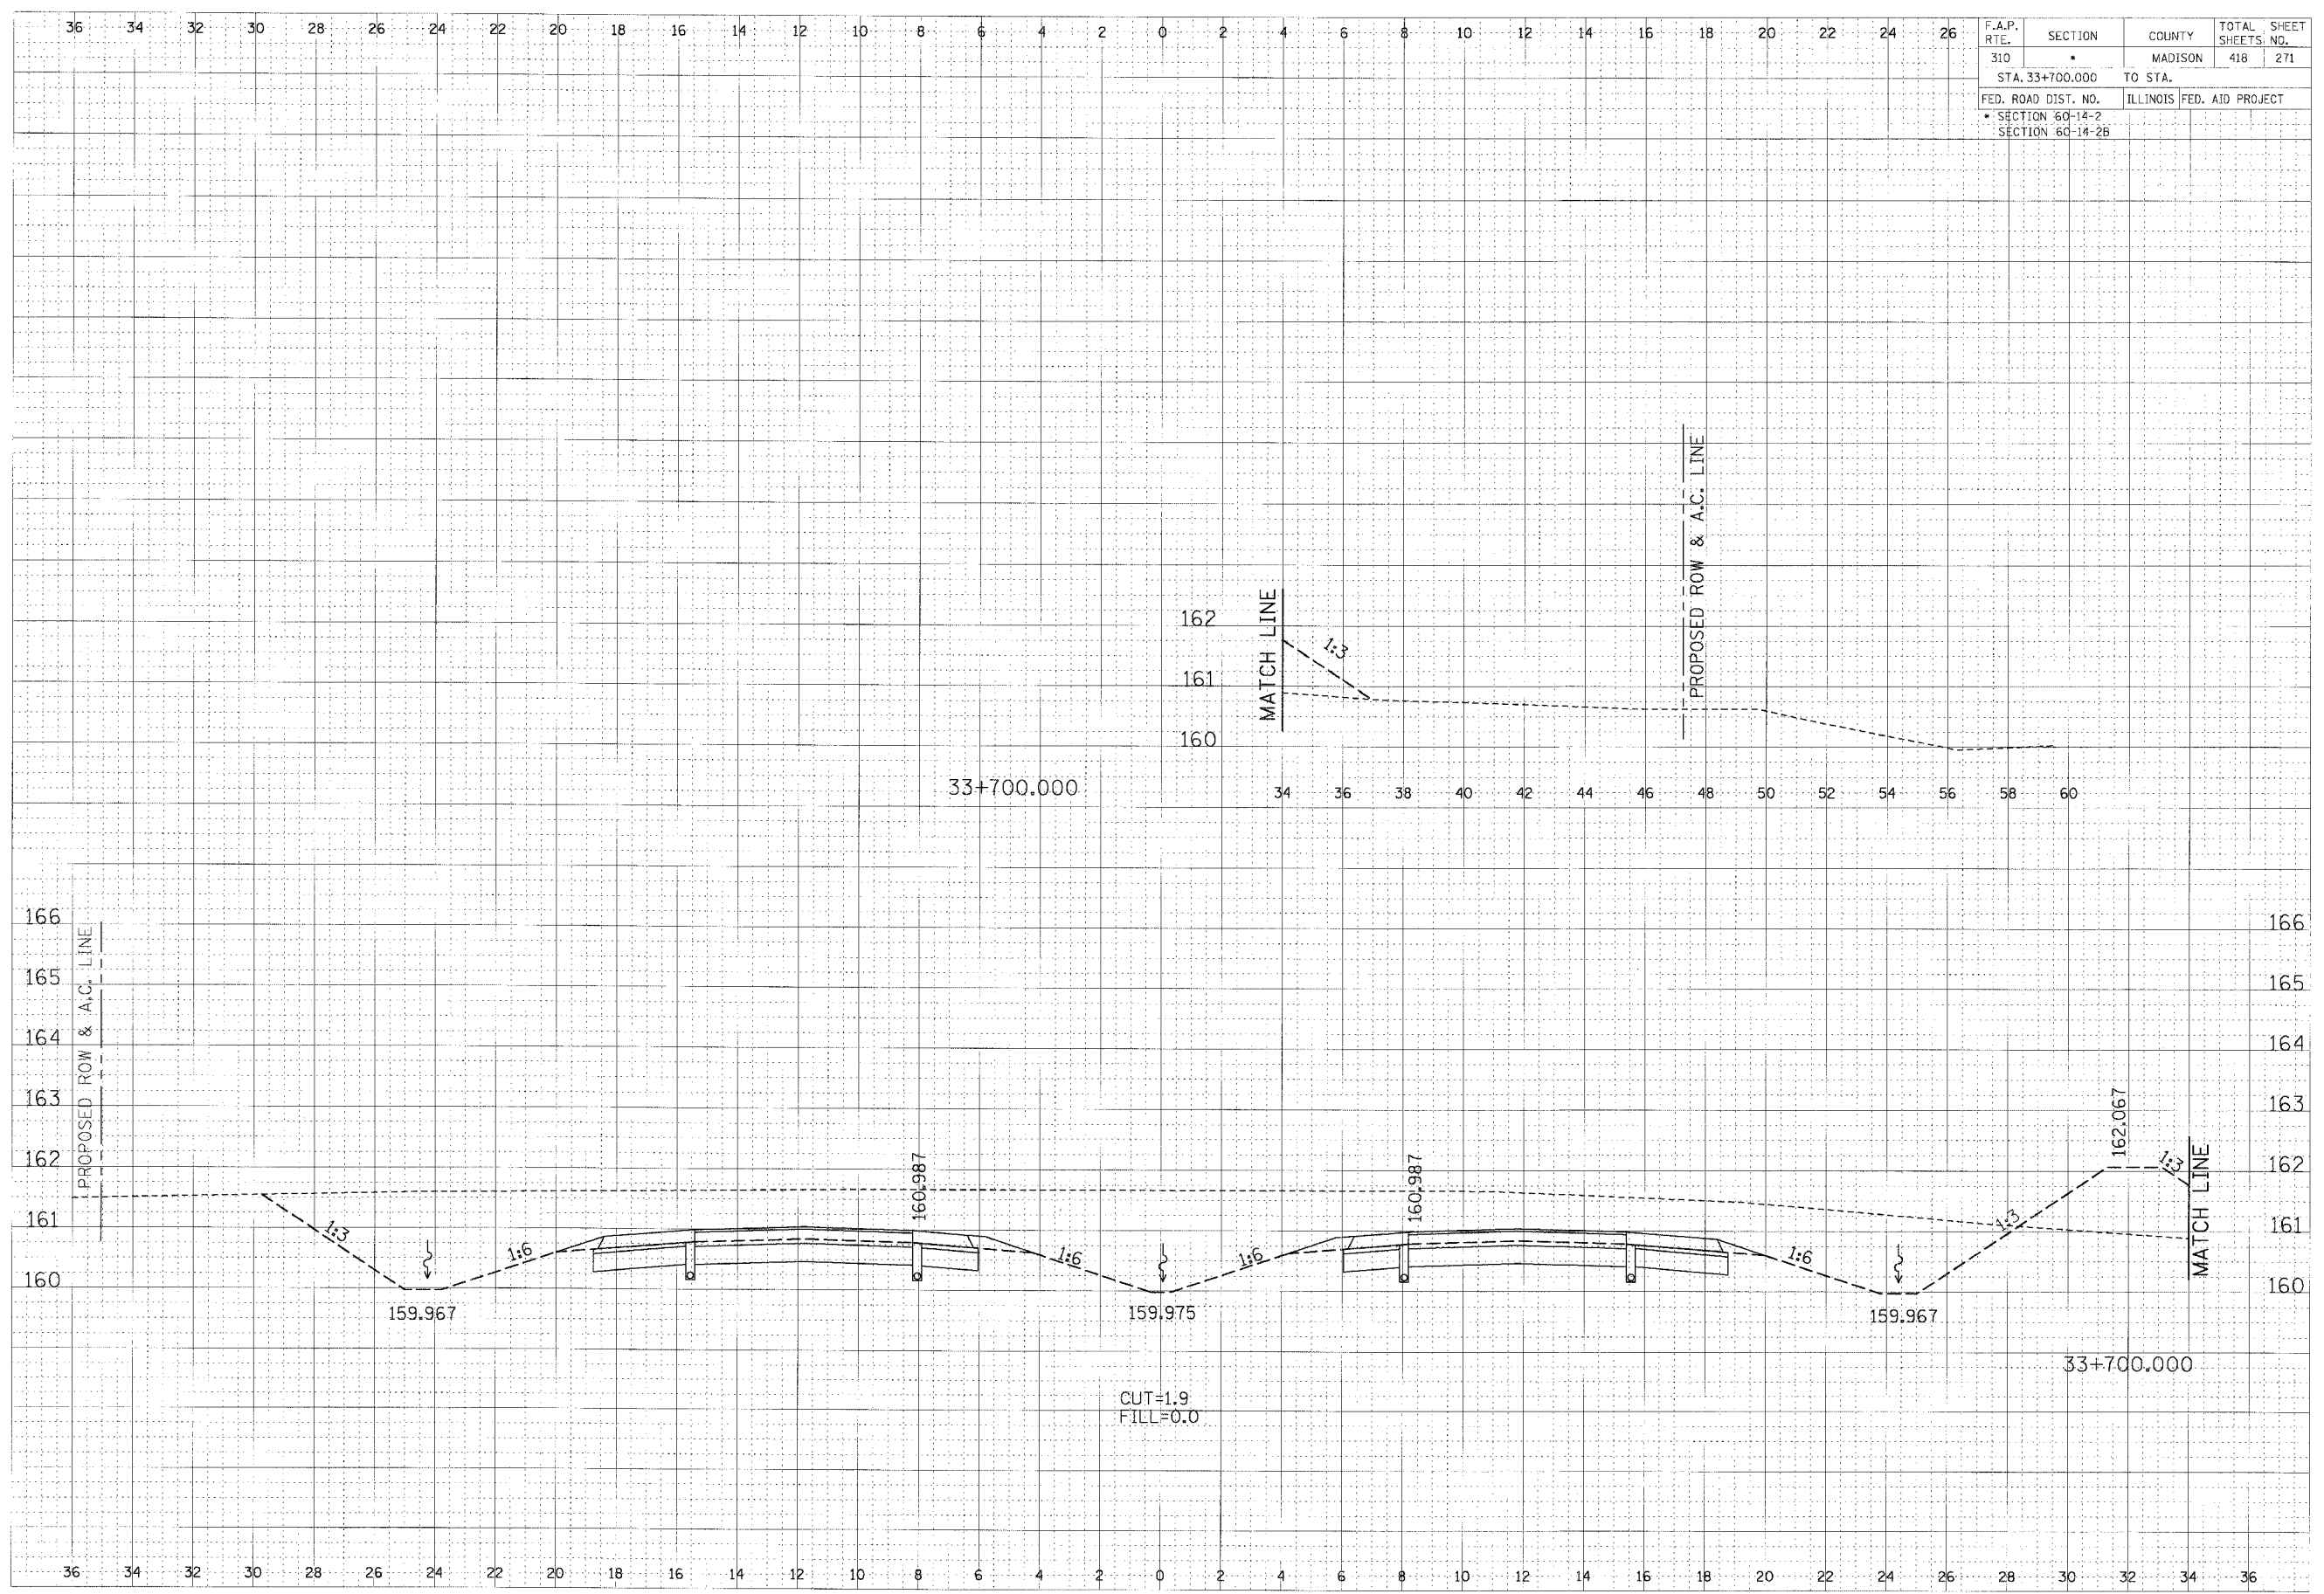 36 34 32 30 28 26 24 22 20 18 16 14 12 10 8 6 4 2 0 2 4 6 8 10 12 14 16 18 20 22 24 26
F.A.P. RTE. SECTION COUNTY TOTAL SHEETS SHEET NO.
310 * MADISON 418 271
STA. 33+700.000 TO STA.
FED. ROAD DIST. NO. ILLINOIS FED. AID PROJECT
* SECTION 60-14-2
SECTION 60-14-2B
PROPOSED ROW & A.C. LINE
MATCH LINE
162
1:3
161
160
33+700.000
34 36 38 40 42 44 46 48 50 52 54 56 58 60
PROPOSED ROW & A.C. LINE
166 166
165 165
164 164
163 163
162 162
161 161
160 160
160.987
160.987
162.067
1:3
MATCH LINE
1:3
1:6
1:6
1:6
1:6
1:3
159.967
159.975
159.967
33+700.000
CUT=1.9
FILL=0.0
36 34 32 30 28 26 24 22 20 18 16 14 12 10 8 6 4 2 0 2 4 6 8 10 12 14 16 18 20 22 24 26 28 30 32 34 36